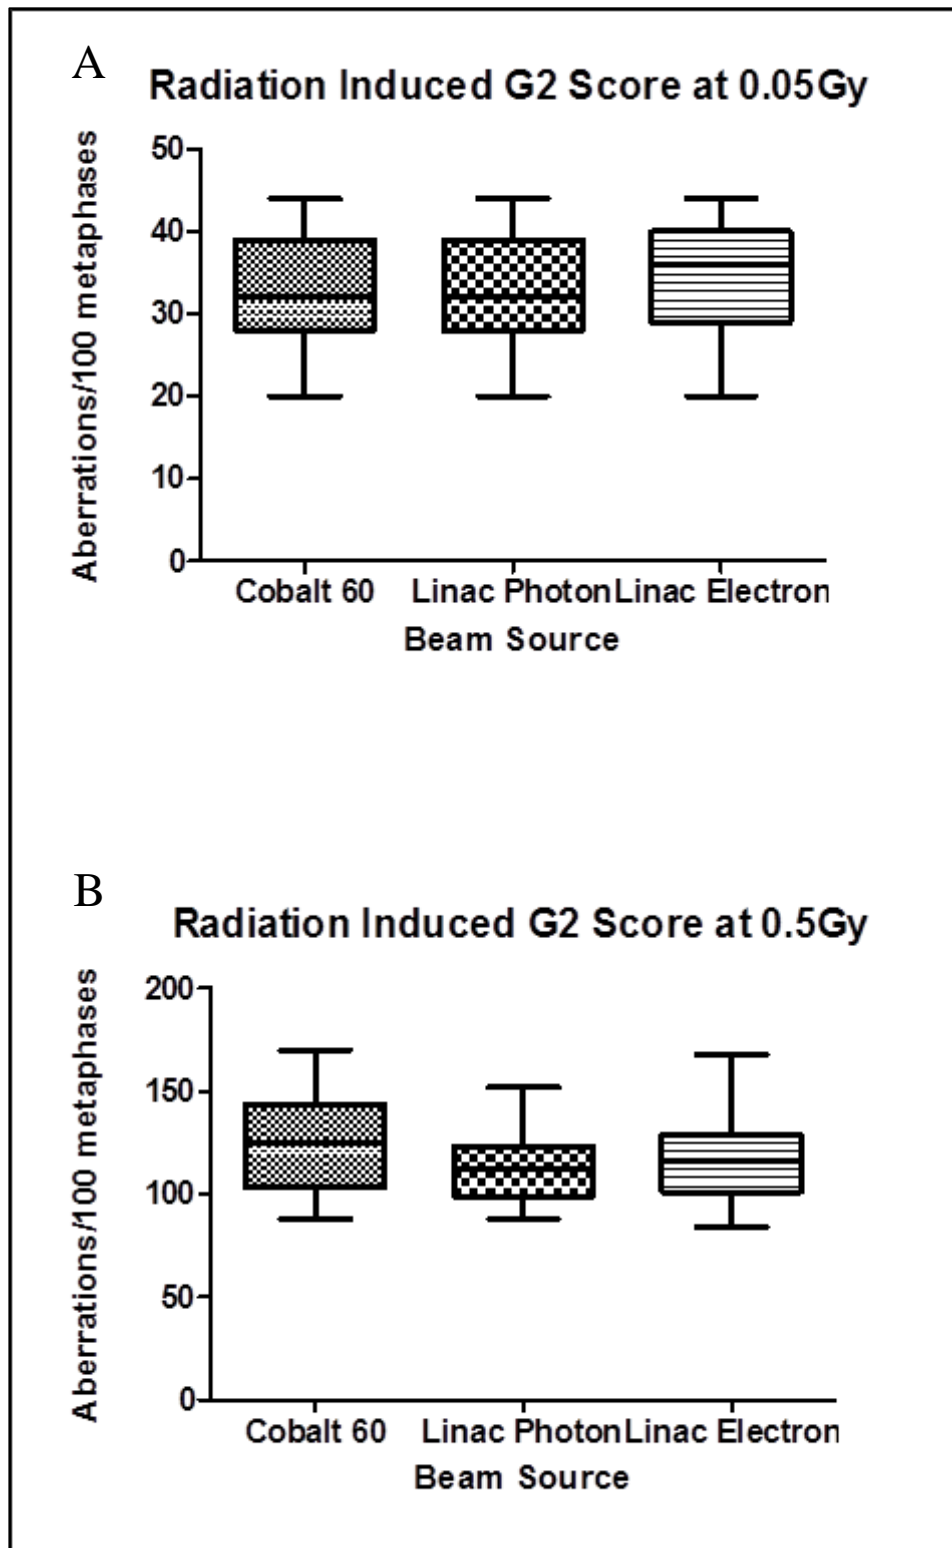 A
Radiation Induced G2 Score at 0.05Gy
Aberrations/100 metaphases
50
40
30
20
10
0
Cobalt 60 Linac Photon Linac Electron
Beam Source
B
Radiation Induced G2 Score at 0.5Gy
Aberrations/100 metaphases
200
150
100
50
0
Cobalt 60 Linac Photon Linac Electron
Beam Source